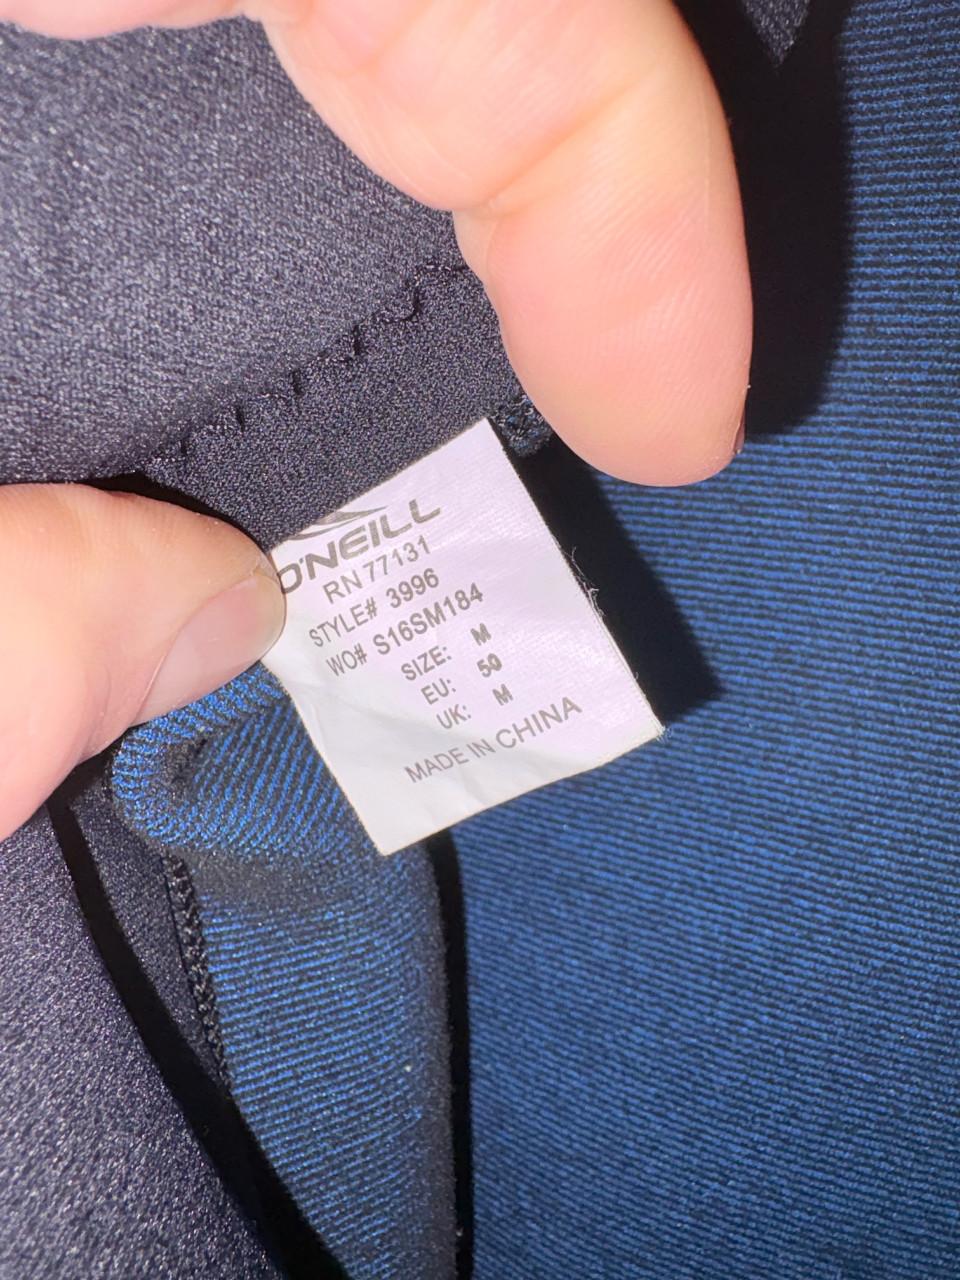 O'NEILL
RN 77131
STYLE# 3996
WO# S16SM184
SIZE: M
EU: 50
UK: M
MADE IN CHINA